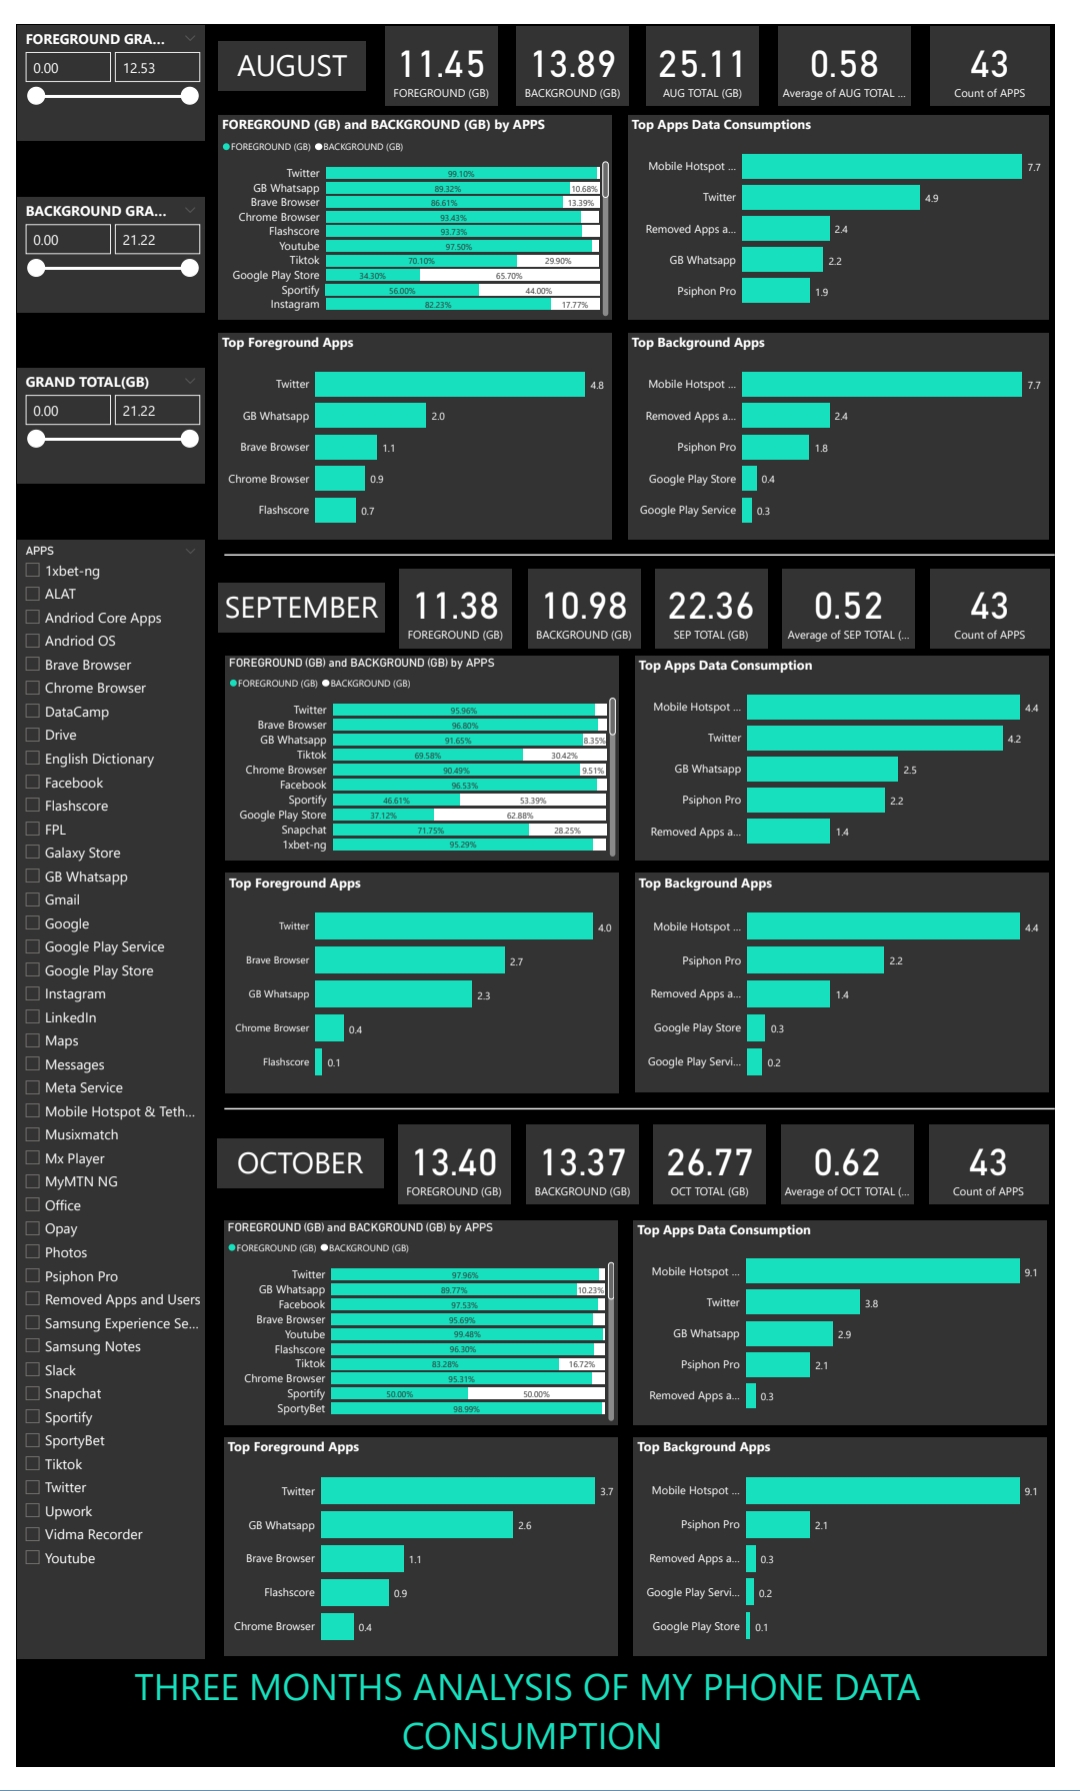 FOREGROUND GRA...
0.00
12.53
BACKGROUND GRA...
0.00
21.22
GRAND TOTAL(GB)
0.00
21.22
APPS
1xbet-ng
ALAT
Andriod Core Apps
Andriod OS
Brave Browser
Chrome Browser
DataCamp
Drive
English Dictionary
Facebook
Flashscore
FPL
Galaxy Store
GB Whatsapp
Gmail
Google
Google Play Service
Google Play Store
Instagram
LinkedIn
Maps
Messages
Meta Service
Mobile Hotspot & Teth...
Musixmatch
Mx Player
MyMTN NG
Office
Opay
Photos
Psiphon Pro
Removed Apps and Users
Samsung Experience Se...
Samsung Notes
Slack
Snapchat
Sportify
SportyBet
Tiktok
Twitter
Upwork
Vidma Recorder
Youtube
AUGUST
11.45
FOREGROUND (GB)
13.89
BACKGROUND (GB)
25.11
AUG TOTAL (GB)
0.58
Average of AUG TOTAL ...
43
Count of APPS
FOREGROUND (GB) and BACKGROUND (GB) by APPS
FOREGROUND (GB) BACKGROUND (GB)
Twitter 99.10%
GB Whatsapp 89.32% 10.68%
Brave Browser 86.61% 13.39%
Chrome Browser 93.43%
Flashscore 93.73%
Youtube 97.50%
Tiktok 70.10% 29.90%
Google Play Store 34.30% 65.70%
Sportify 56.00% 44.00%
Instagram 82.23% 17.77%
Top Apps Data Consumptions
Mobile Hotspot ... 7.7
Twitter 4.9
Removed Apps a... 2.4
GB Whatsapp 2.2
Psiphon Pro 1.9
Top Foreground Apps
Twitter 4.8
GB Whatsapp 2.0
Brave Browser 1.1
Chrome Browser 0.9
Flashscore 0.7
Top Background Apps
Mobile Hotspot ... 7.7
Removed Apps a... 2.4
Psiphon Pro 1.8
Google Play Store 0.4
Google Play Service 0.3
SEPTEMBER
11.38
FOREGROUND (GB)
10.98
BACKGROUND (GB)
22.36
SEP TOTAL (GB)
0.52
Average of SEP TOTAL (...
43
Count of APPS
FOREGROUND (GB) and BACKGROUND (GB) by APPS
FOREGROUND (GB) BACKGROUND (GB)
Twitter 95.96%
Brave Browser 96.80%
GB Whatsapp 91.65% 8.35%
Tiktok 69.58% 30.42%
Chrome Browser 90.49% 9.51%
Facebook 96.53%
Sportify 46.61% 53.39%
Google Play Store 37.12% 62.88%
Snapchat 71.75% 28.25%
1xbet-ng 95.29%
Top Apps Data Consumption
Mobile Hotspot ... 4.4
Twitter 4.2
GB Whatsapp 2.5
Psiphon Pro 2.2
Removed Apps a... 1.4
Top Foreground Apps
Twitter 4.0
Brave Browser 2.7
GB Whatsapp 2.3
Chrome Browser 0.4
Flashscore 0.1
Top Background Apps
Mobile Hotspot ... 4.4
Psiphon Pro 2.2
Removed Apps a... 1.4
Google Play Store 0.3
Google Play Servi... 0.2
OCTOBER
13.40
FOREGROUND (GB)
13.37
BACKGROUND (GB)
26.77
OCT TOTAL (GB)
0.62
Average of OCT TOTAL (...
43
Count of APPS
FOREGROUND (GB) and BACKGROUND (GB) by APPS
FOREGROUND (GB) BACKGROUND (GB)
Twitter 97.96%
GB Whatsapp 89.77% 10.23%
Facebook 97.53%
Brave Browser 95.69%
Youtube 99.48%
Flashscore 96.30%
Tiktok 83.28% 16.72%
Chrome Browser 95.31%
Sportify 50.00% 50.00%
SportyBet 98.99%
Top Apps Data Consumption
Mobile Hotspot ... 9.1
Twitter 3.8
GB Whatsapp 2.9
Psiphon Pro 2.1
Removed Apps a... 0.3
Top Foreground Apps
Twitter 3.7
GB Whatsapp 2.6
Brave Browser 1.1
Flashscore 0.9
Chrome Browser 0.4
Top Background Apps
Mobile Hotspot ... 9.1
Psiphon Pro 2.1
Removed Apps a... 0.3
Google Play Servi... 0.2
Google Play Store 0.1
THREE MONTHS ANALYSIS OF MY PHONE DATA
CONSUMPTION